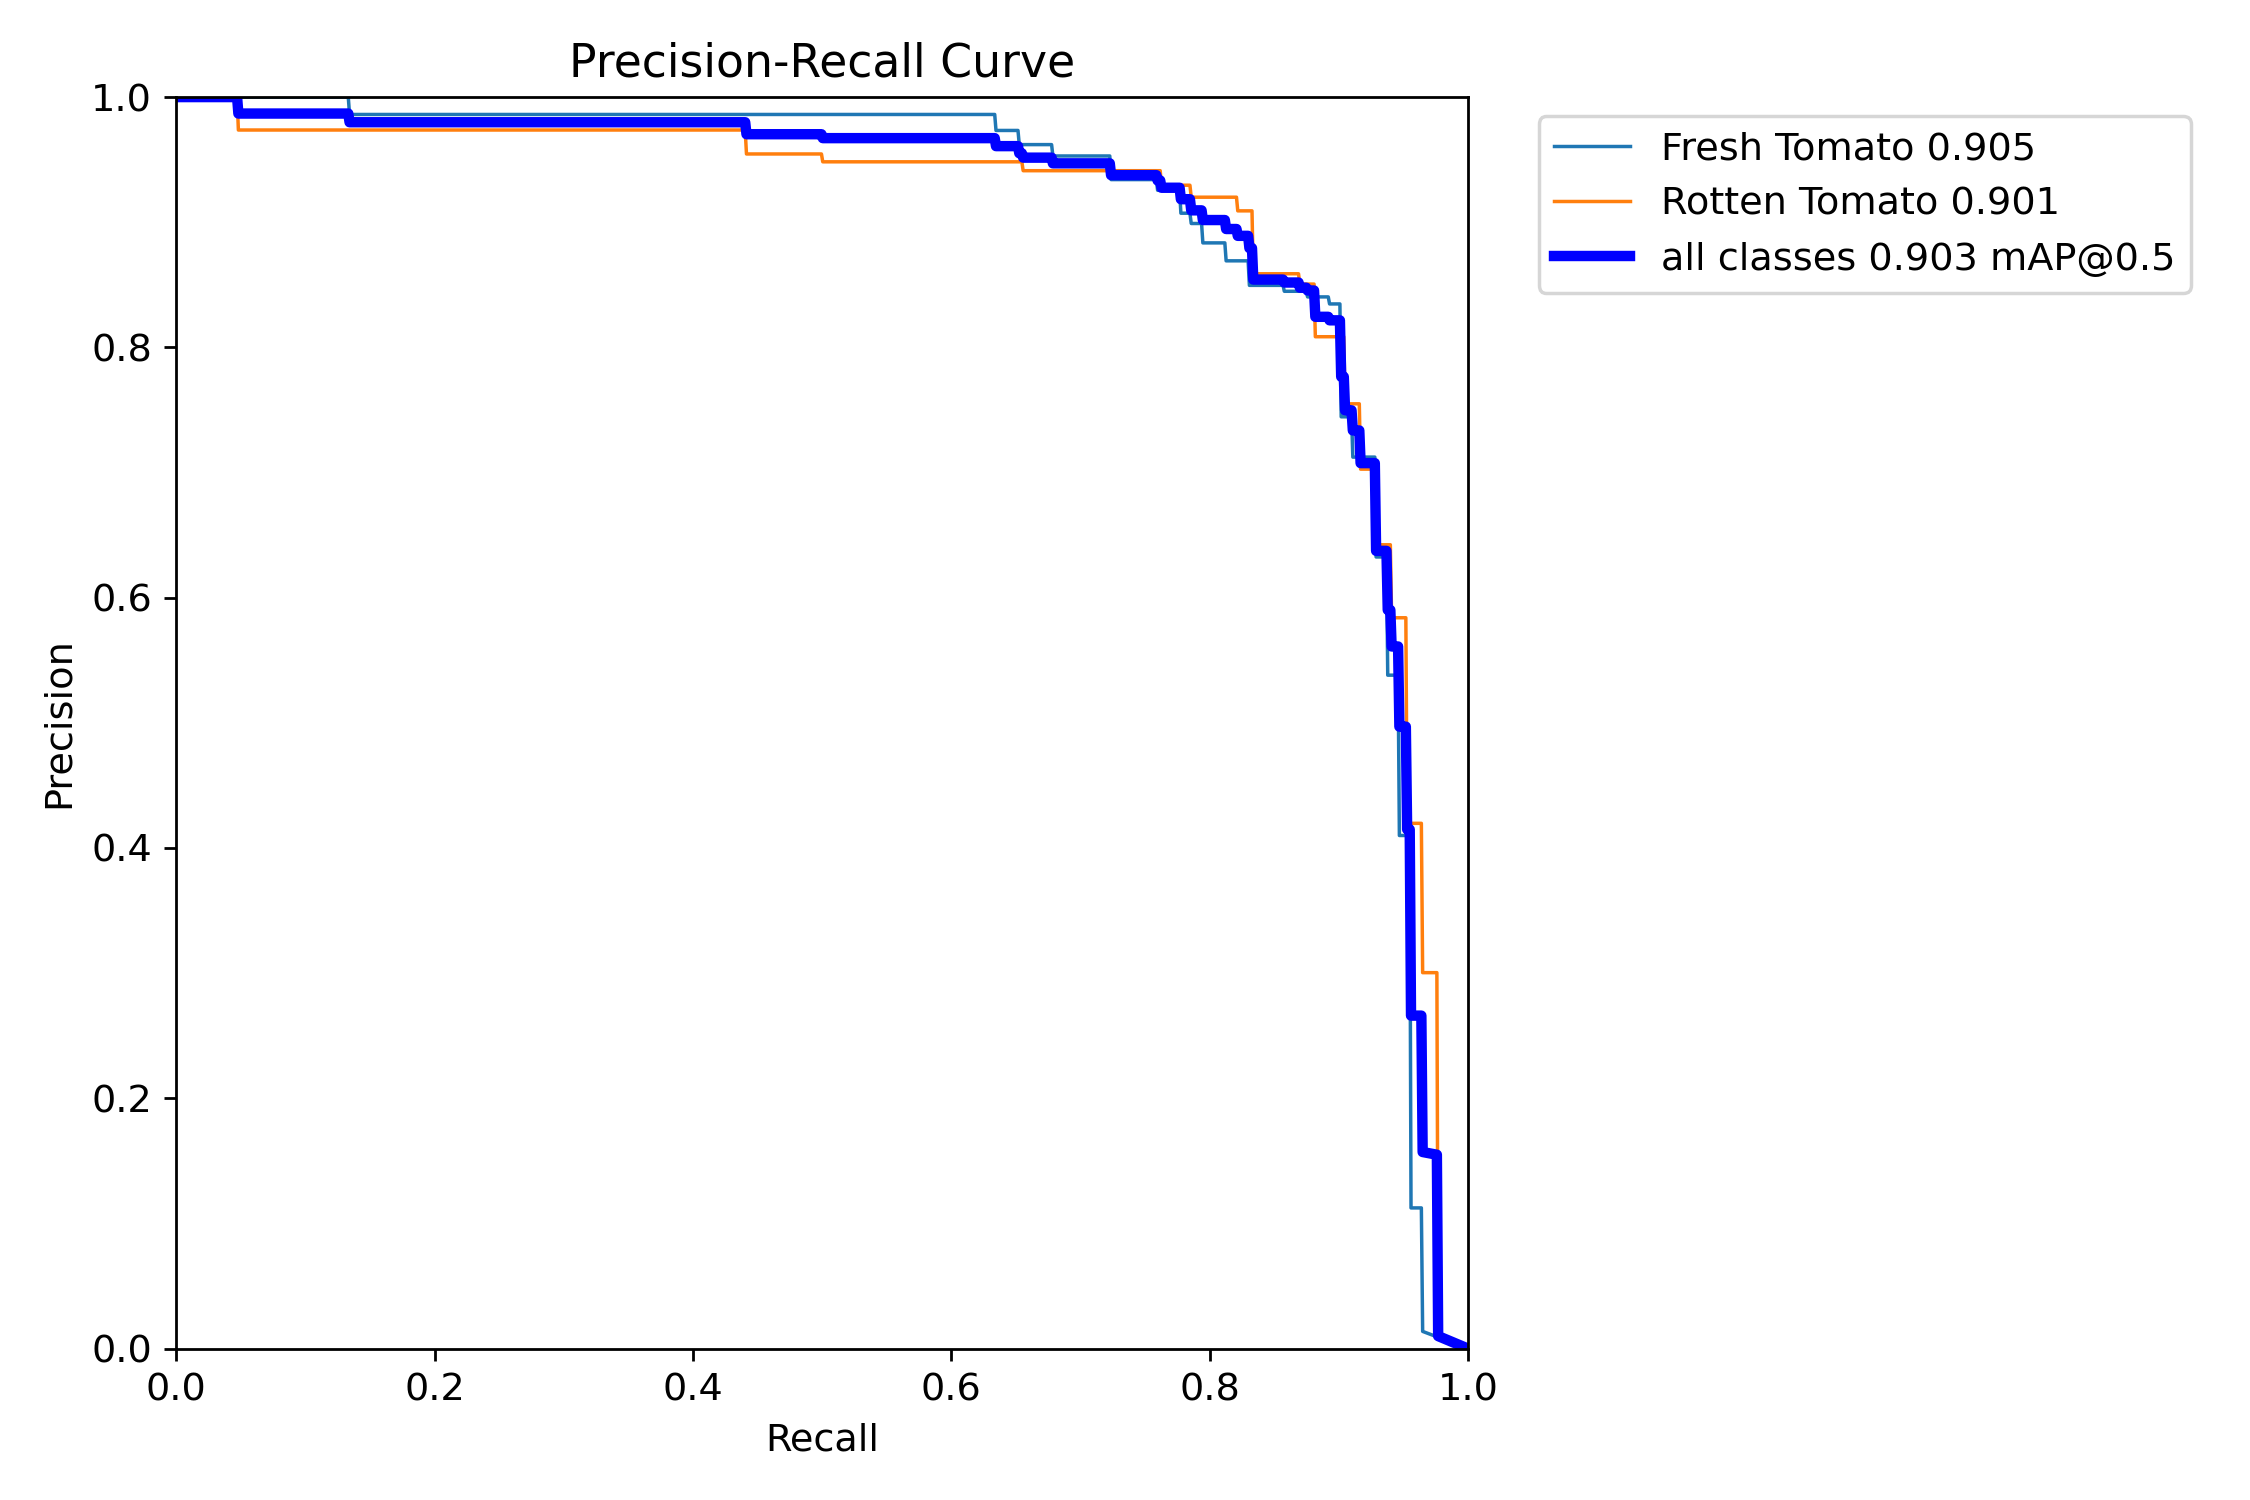 Precision-Recall Curve
1.0
0.8
0.6
0.4
0.2
0.0
Precision
0.0 0.2 0.4 0.6 0.8 1.0
Recall
Fresh Tomato 0.905
Rotten Tomato 0.901
all classes 0.903 mAP@0.5